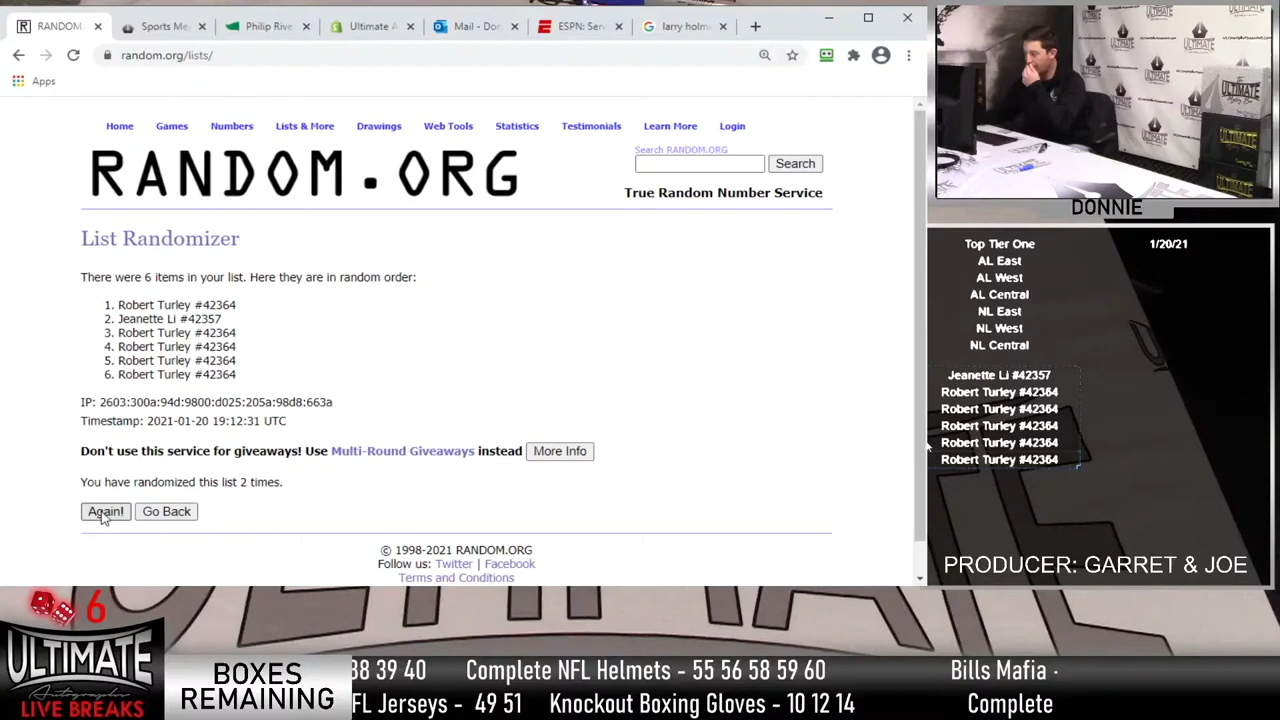 RANDOM
Sports Me
Philip Rive
Ultimate A
Mail - Don
ESPN: Serv
larry holm
random.org/lists/
Apps
Home Games Numbers Lists & More Drawings Web Tools Statistics Testimonials Learn More Login
RANDOM.ORG
Search RANDOM.ORG
Search
True Random Number Service
List Randomizer
There were 6 items in your list. Here they are in random order:
1. Robert Turley #42364
2. Jeanette Li #42357
3. Robert Turley #42364
4. Robert Turley #42364
5. Robert Turley #42364
6. Robert Turley #42364
IP: 2603:300a:94d:9800:d025:205a:98d8:663a
Timestamp: 2021-01-20 19:12:31 UTC
Don't use this service for giveaways! Use Multi-Round Giveaways instead More Info
You have randomized this list 2 times.
Again! Go Back
© 1998-2021 RANDOM.ORG
Follow us: Twitter | Facebook
Terms and Conditions
ULTIMATE
DONNIE
Top Tier One 1/20/21
AL East
AL West
AL Central
NL East
NL West
NL Central
Jeanette Li #42357
Robert Turley #42364
Robert Turley #42364
Robert Turley #42364
Robert Turley #42364
Robert Turley #42364
PRODUCER: GARRET & JOE
6
ULTIMATE
Autographs
LIVE BREAKS
BOXES
REMAINING
38 39 40 Complete NFL Helmets - 55 56 58 59 60 Bills Mafia -
FL Jerseys - 49 51 Knockout Boxing Gloves - 10 12 14 Complete